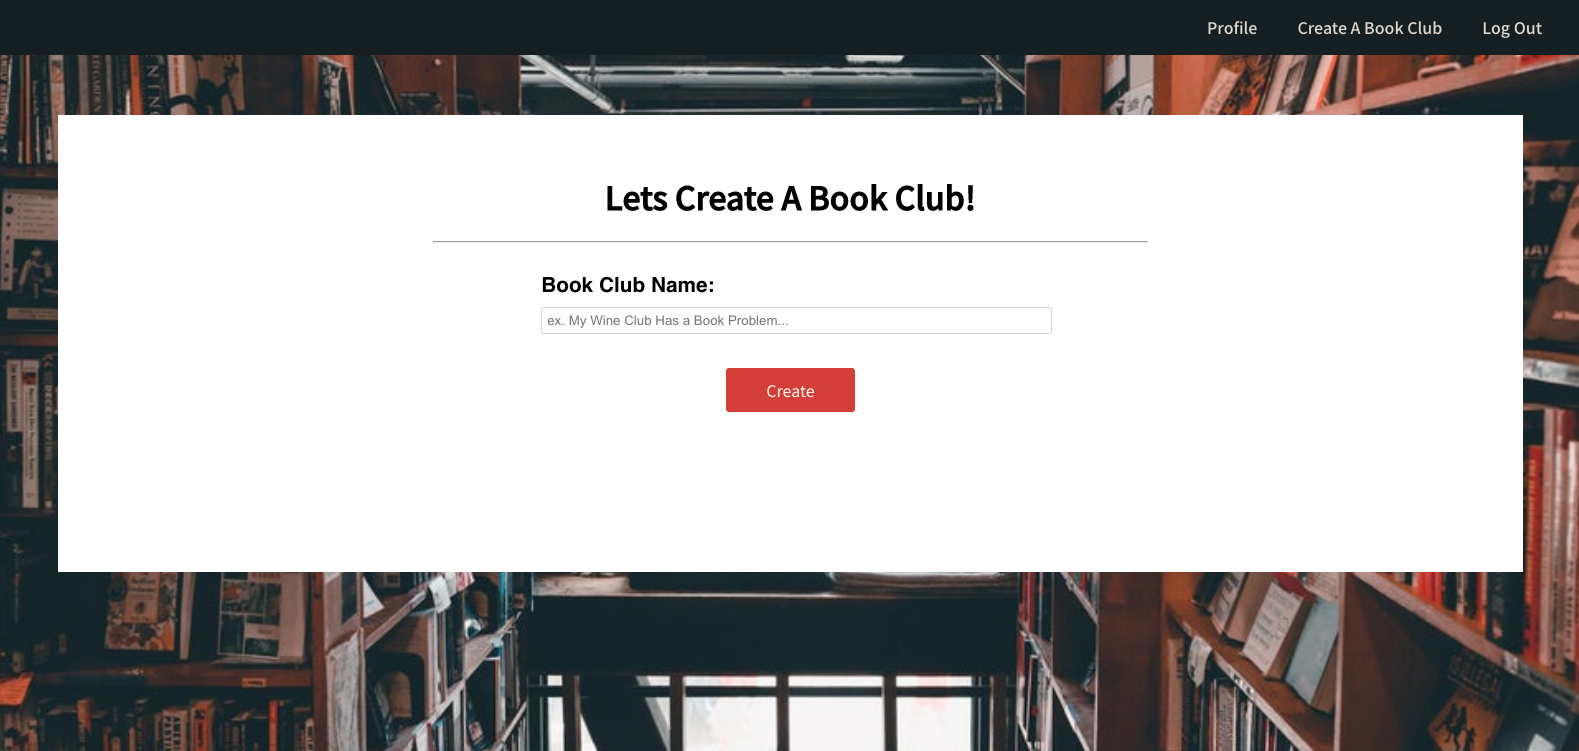 Profile Create A Book Club Log Out
Lets Create A Book Club!
Book Club Name:
ex. My Wine Club Has a Book Problem...
Create